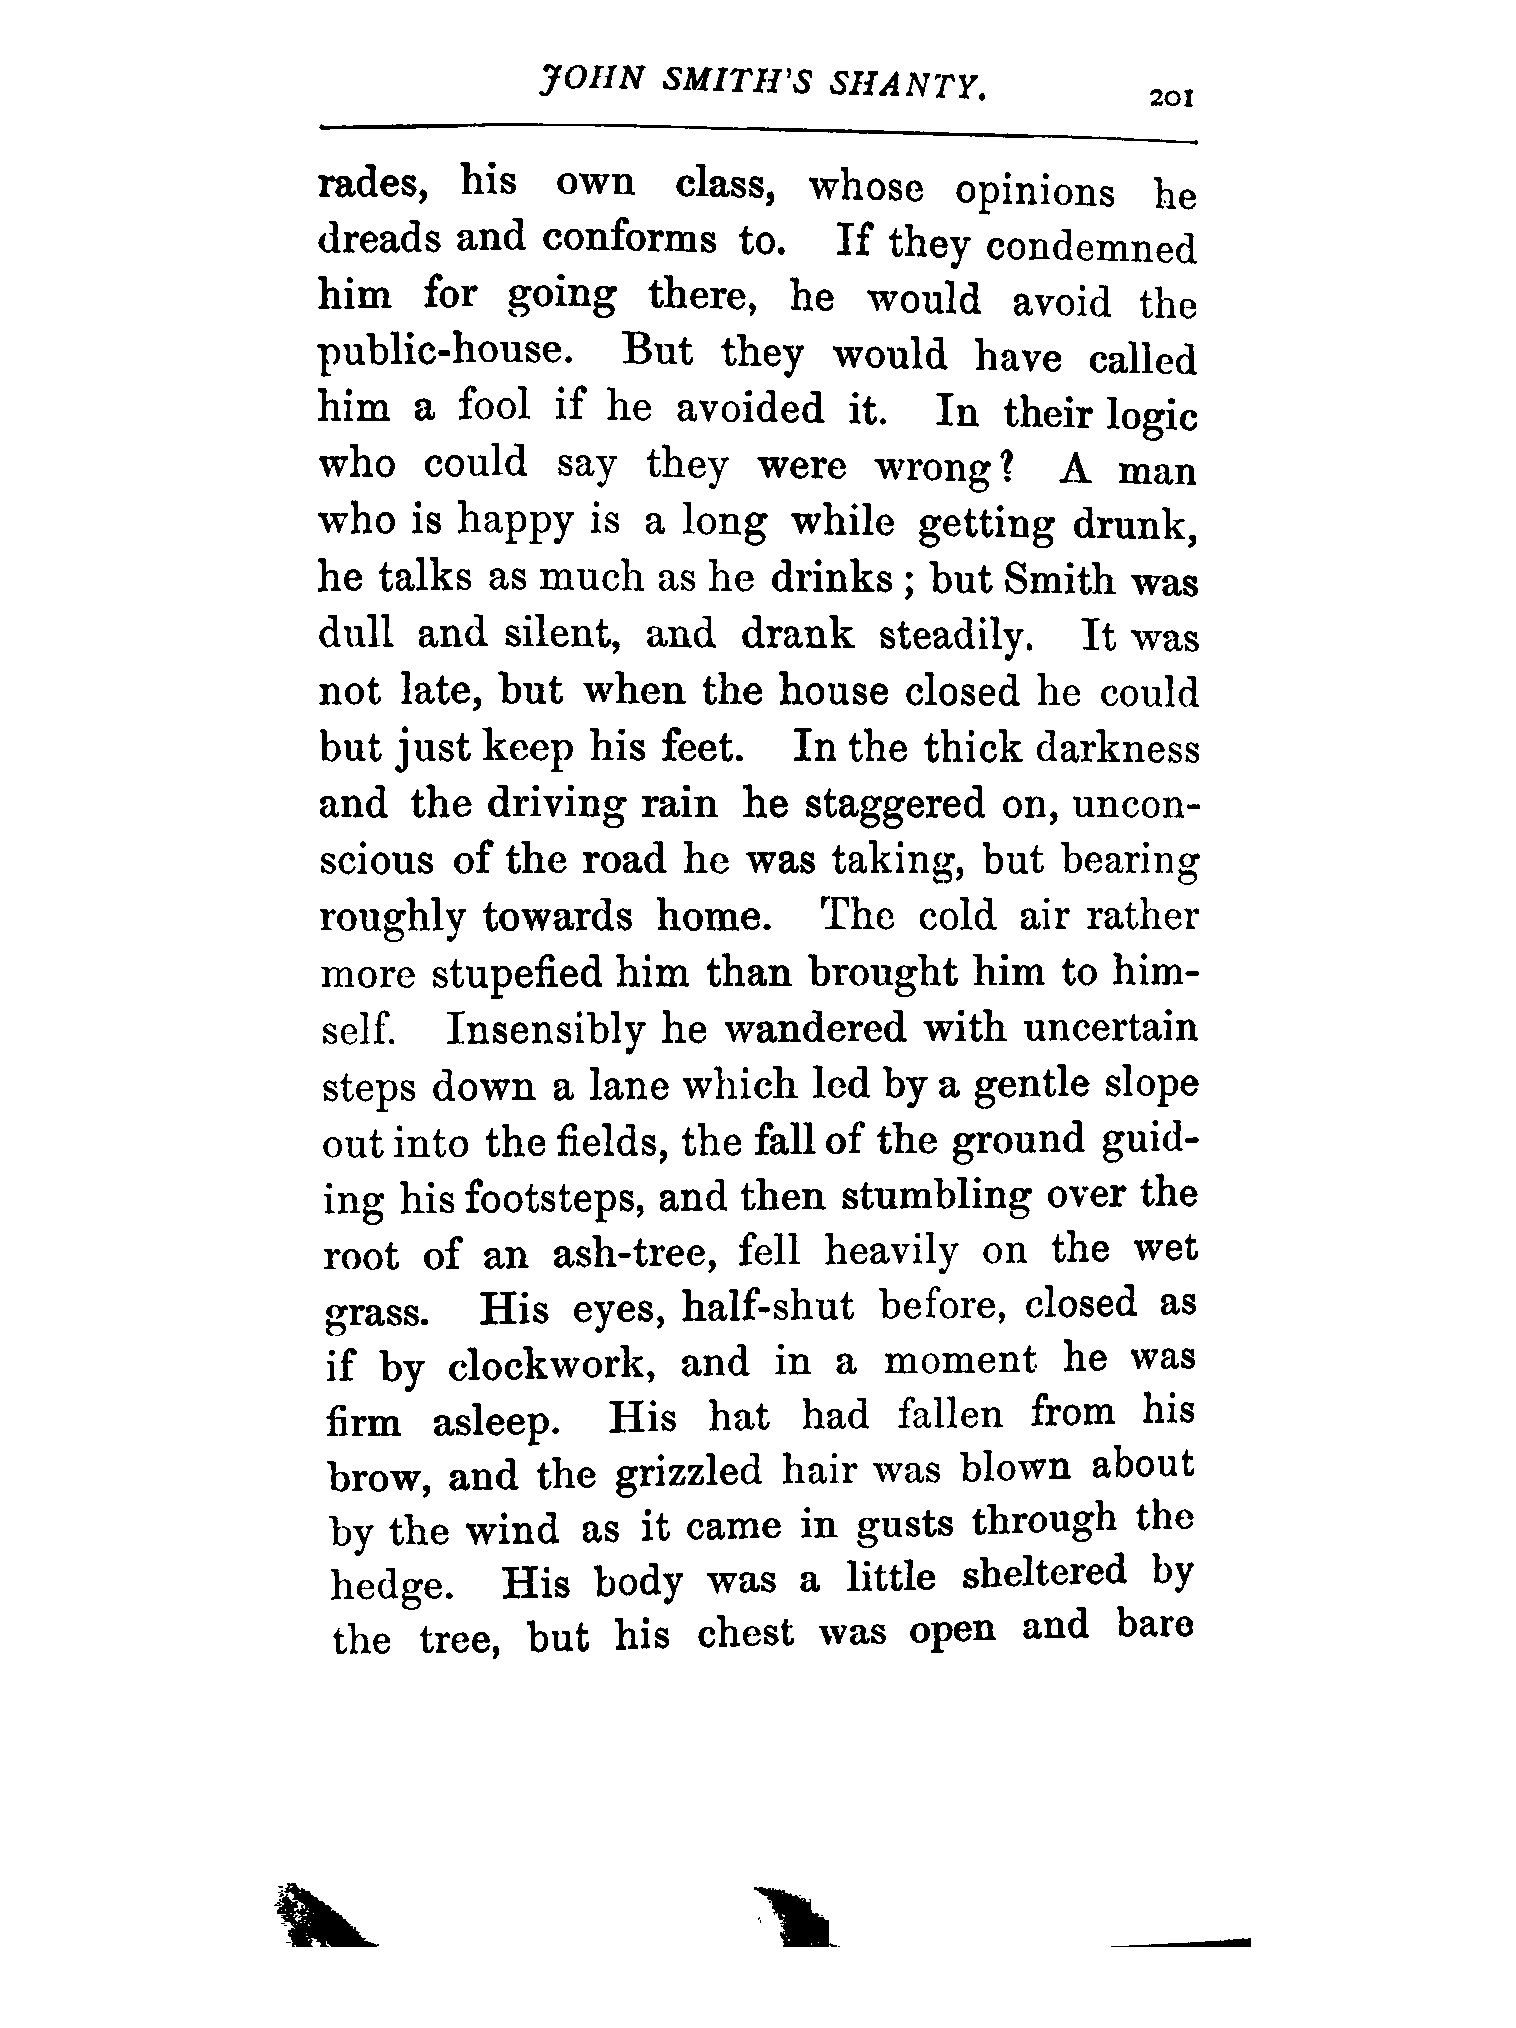 JOHN SMITH'S SHANTY. 201
rades, his own class, whose opinions he
dreads and conforms to. If they condemned
him for going there, he would avoid the
public-house. But they would have called
him a fool if he avoided it. In their logic
who could say they were wrong? A man
who is happy is a long while getting drunk,
he talks as much as he drinks; but Smith was
dull and silent, and drank steadily. It was
not late, but when the house closed he could
but just keep his feet. In the thick darkness
and the driving rain he staggered on, uncon-
scious of the road he was taking, but bearing
roughly towards home. The cold air rather
more stupefied him than brought him to him-
self. Insensibly he wandered with uncertain
steps down a lane which led by a gentle slope
out into the fields, the fall of the ground guid-
ing his footsteps, and then stumbling over the
root of an ash-tree, fell heavily on the wet
grass. His eyes, half-shut before, closed as
if by clockwork, and in a moment he was
firm asleep. His hat had fallen from his
brow, and the grizzled hair was blown about
by the wind as it came in gusts through the
hedge. His body was a little sheltered by
the tree, but his chest was open and bare